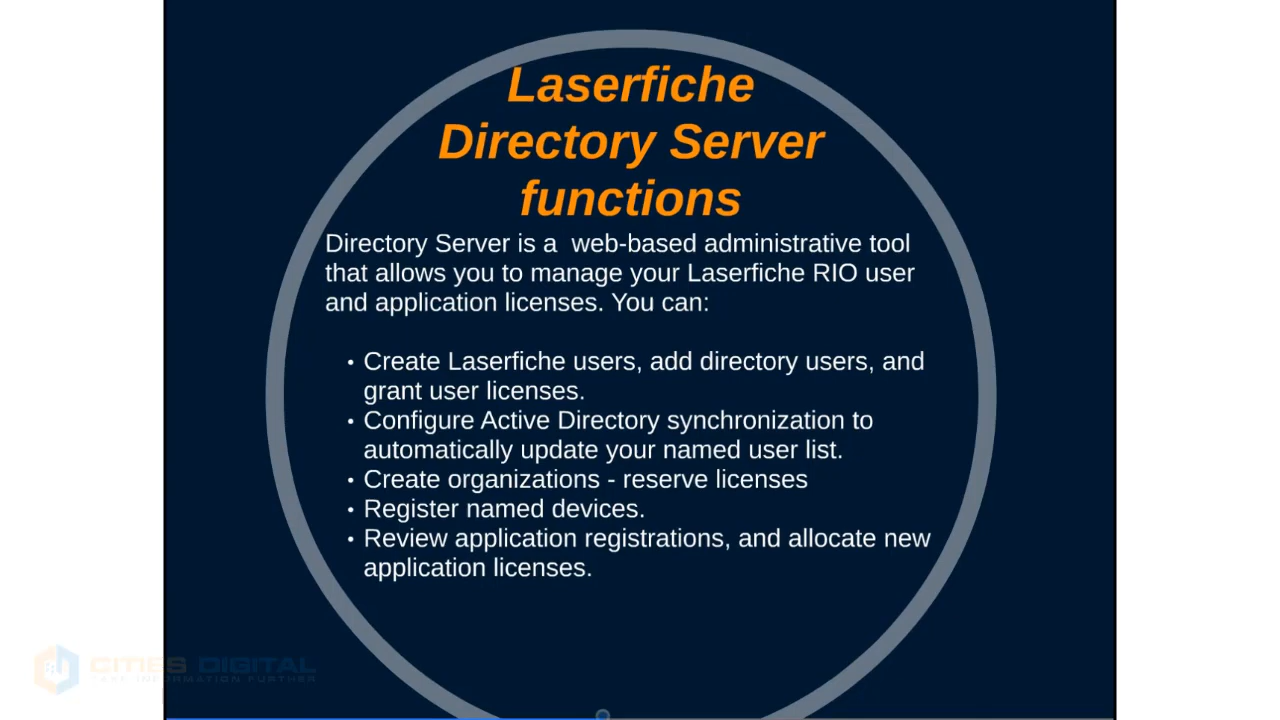 Laserfiche
Directory Server
functions
Directory Server is a  web-based administrative tool
that allows you to manage your Laserfiche RIO user
and application licenses. You can:
• Create Laserfiche users, add directory users, and
grant user licenses.
• Configure Active Directory synchronization to
automatically update your named user list.
• Create organizations - reserve licenses
• Register named devices.
• Review application registrations, and allocate new
application licenses.
CITIES DIGITAL
TAKE INFORMATION FURTHER